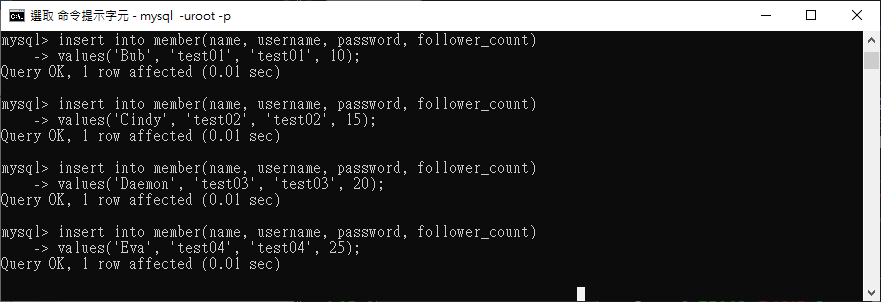 選取 命令提示字元 - mysql  -uroot -p
mysql> insert into member(name, username, password, follower_count)
    -> values('Bub', 'test01', 'test01', 10);
Query OK, 1 row affected (0.01 sec)
mysql> insert into member(name, username, password, follower_count)
    -> values('Cindy', 'test02', 'test02', 15);
Query OK, 1 row affected (0.01 sec)
mysql> insert into member(name, username, password, follower_count)
    -> values('Daemon', 'test03', 'test03', 20);
Query OK, 1 row affected (0.01 sec)
mysql> insert into member(name, username, password, follower_count)
    -> values('Eva', 'test04', 'test04', 25);
Query OK, 1 row affected (0.01 sec)